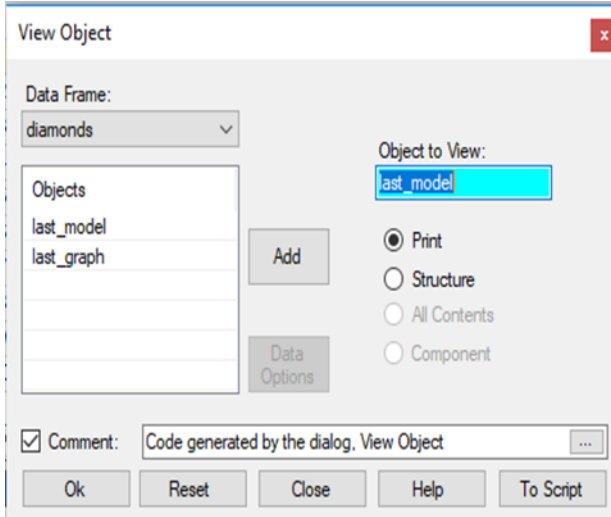 View Object
x
Data Frame:
diamonds
Object to View:
last_model
Objects
last_model
last_graph
Add
Data
Options
Print
Structure
All Contents
Component
Comment:
Code generated by the dialog, View Object
...
Ok
Reset
Close
Help
To Script